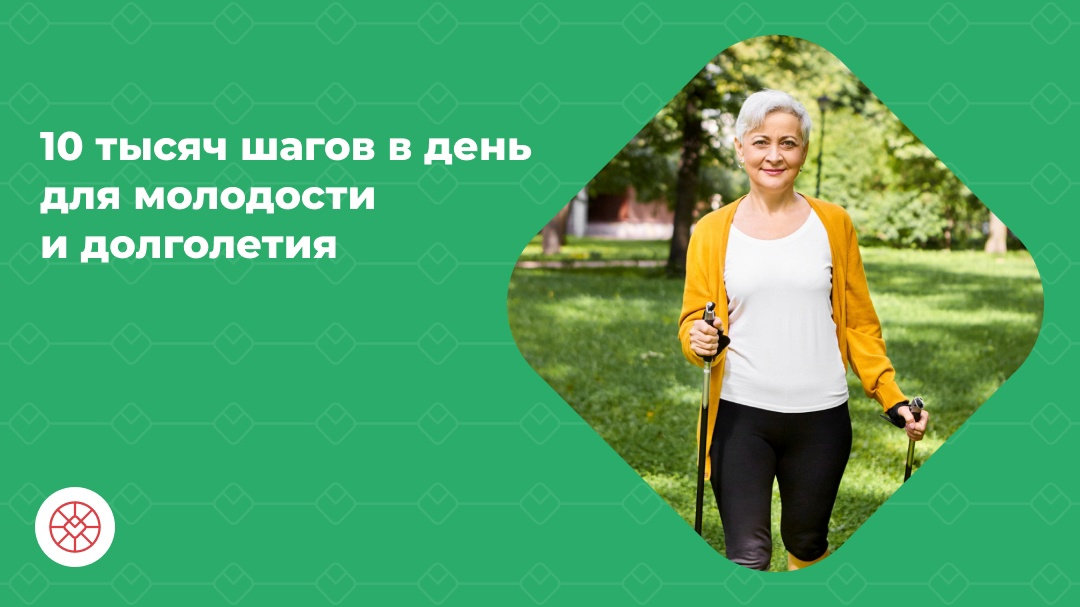 10 тысяч шагов в день
для молодости
и долголетия